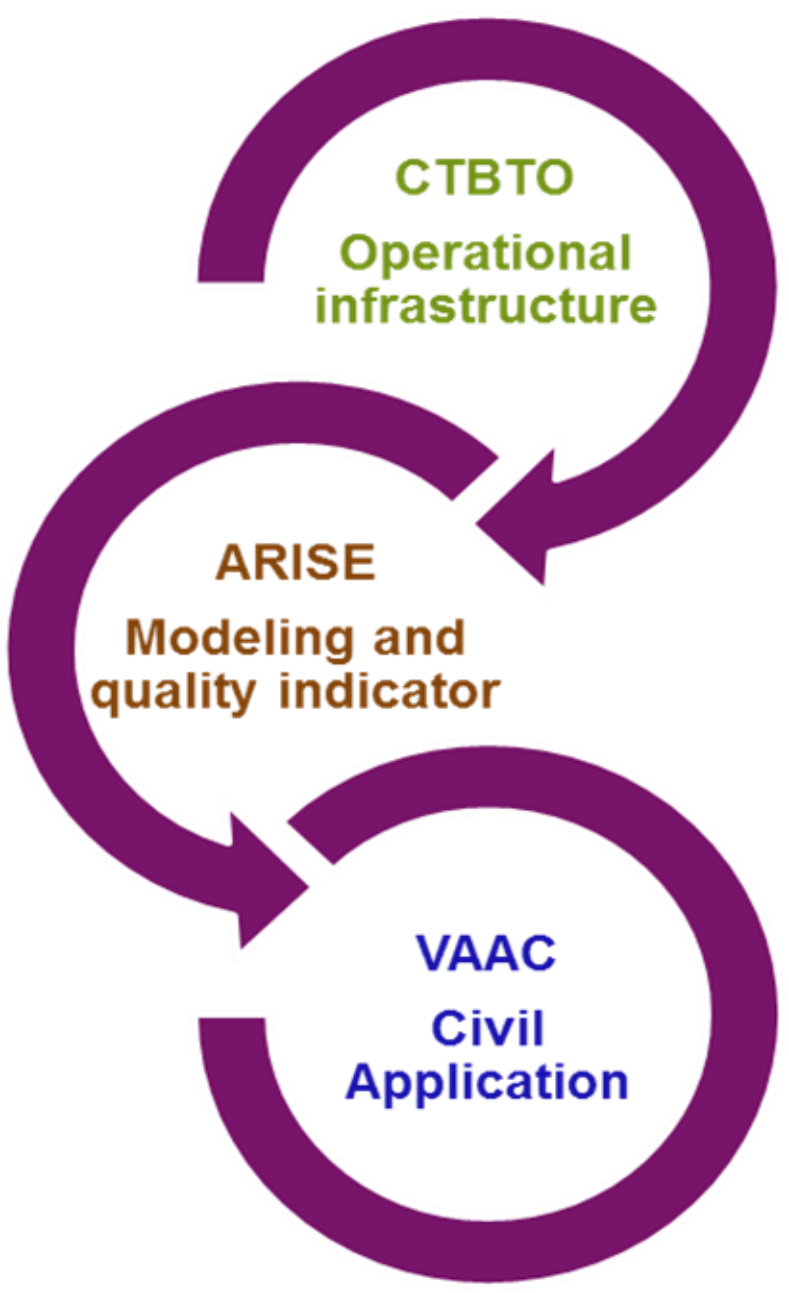 CTBTO
Operational
infrastructure
ARISE
Modeling and
quality indicator
VAAC
Civil
Application